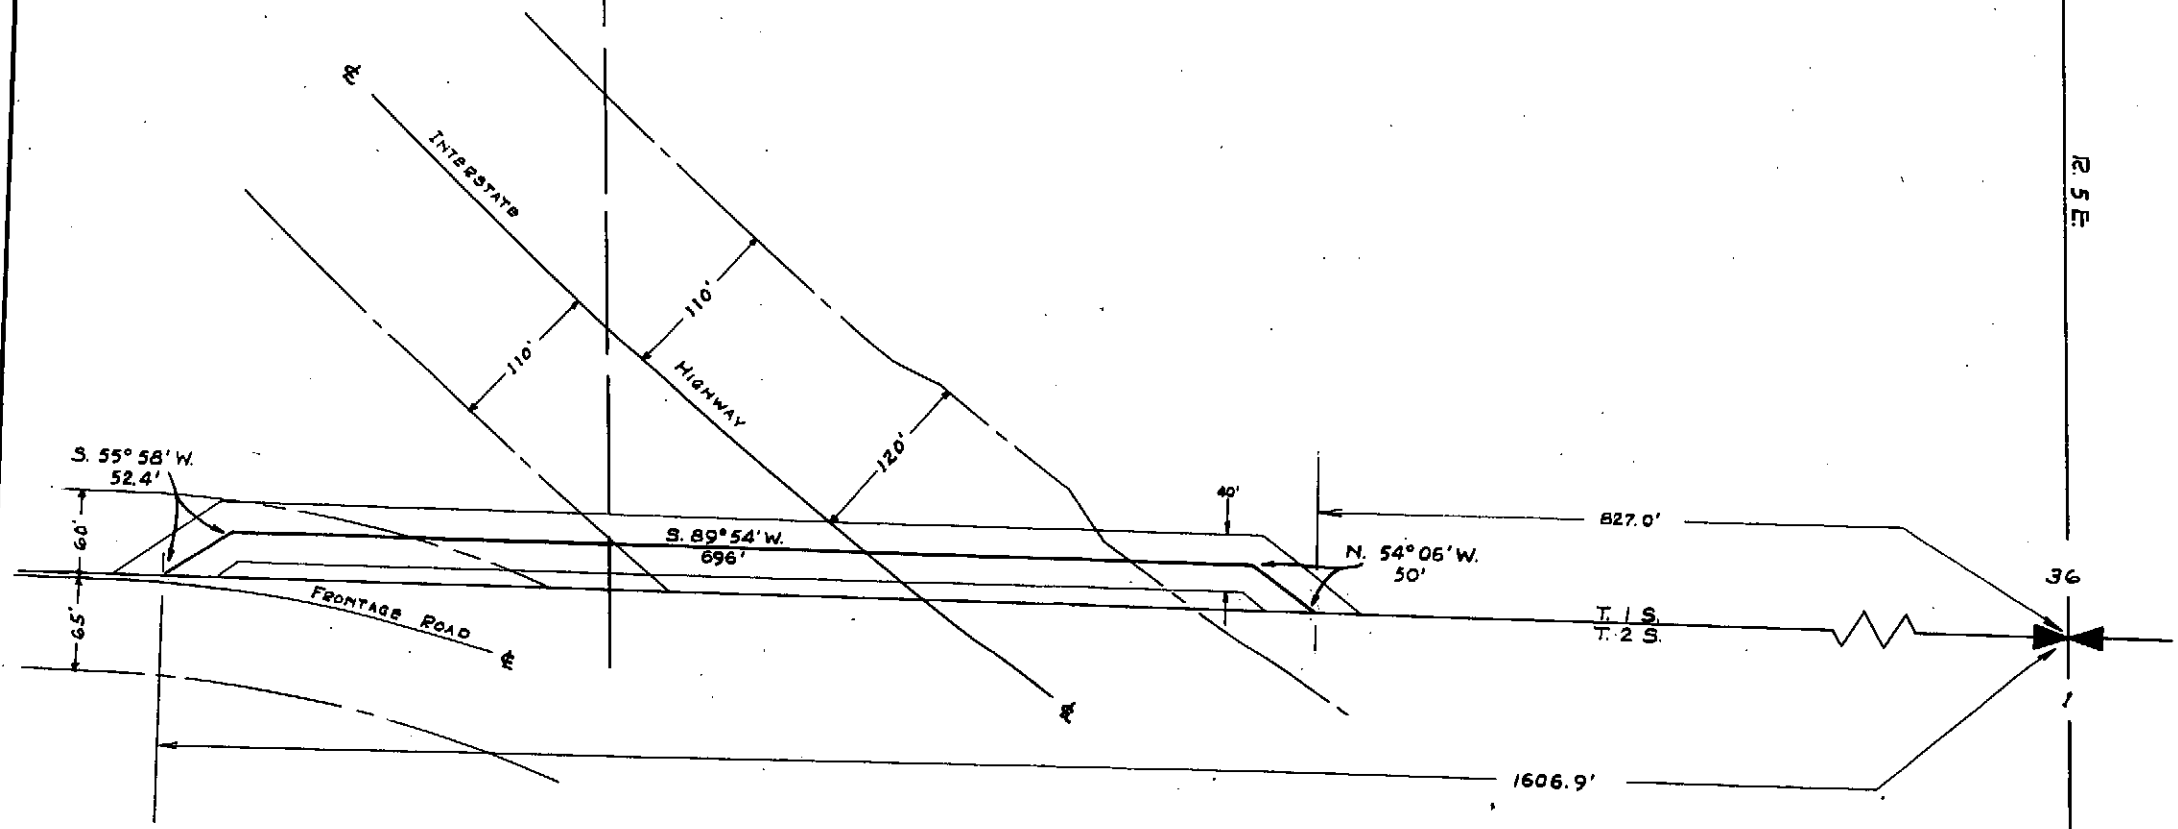 ℄
INTERSTATE
R. 5 E.
110'
110'
HIGHWAY
120'
S. 55° 58' W.
52.4'
40'
60'
S. 89° 54' W.
696'
827.0'
N. 54° 06' W.
50'
36
FRONTAGE ROAD
℄
65'
T. 1 S.
T. 2 S.
1
℄
1606.9'